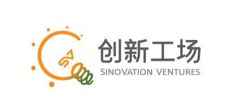 创新工场
SINOVATION VENTURES